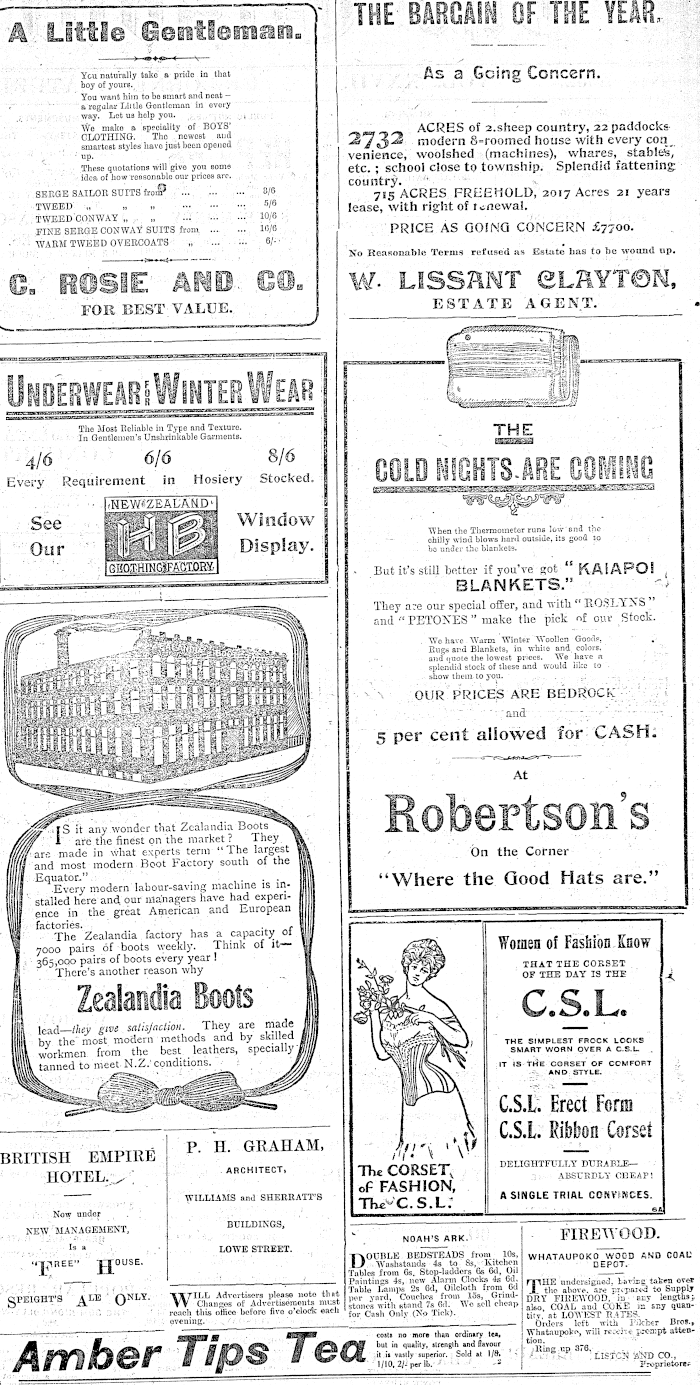 A Little Gentleman.
You naturally take a pride in that
boy of yours.
You want him to be smart and neat—
a regular Little Gentleman in every
way. Let us help you.
We make a speciality of BOYS'
CLOTHING. The newest and
smartest styles have just been opened
up.
These quotations will give you some
idea of how reasonable our prices are.
SERGE SAILOR SUITS from ... ... ... 3/6
TWEED „ „ „ ... ... ... 5/6
TWEED CONWAY „ „ ... ... ... 10/6
FINE SERGE CONWAY SUITS from ... ... 16/6
WARM TWEED OVERCOATS „ ... ... 6/-
C. ROSIE AND CO.
FOR BEST VALUE.
UNDERWEAR FOR WINTER WEAR
The Most Reliable in Type and Texture.
In Gentlemen's Unshrinkable Garments.
4/6 6/6 8/6
Every Requirement in Hosiery Stocked.
See
Our
NEW ZEALAND
HB
CLOTHING FACTORY
Window
Display.
IS it any wonder that Zealandia Boots
are the finest on the market? They
are made in what experts term "The largest
and most modern Boot Factory south of the
Equator."
Every modern labour-saving machine is in-
stalled here and our managers have had experi-
ence in the great American and European
factories.
The Zealandia factory has a capacity of
7000 pairs of boots weekly. Think of it—
365,000 pairs of boots every year!
There's another reason why
Zealandia Boots
lead—they give satisfaction. They are made
by the most modern methods and by skilled
workmen from the best leathers, specially
tanned to meet N.Z. conditions.
BRITISH EMPIRE
HOTEL.
Now under
NEW MANAGEMENT,
Is a
"FREE" HOUSE.
SPEIGHT'S ALE ONLY.
P. H. GRAHAM,
ARCHITECT,
WILLIAMS and SHERRATT'S
BUILDINGS,
LOWE STREET.
WILL Advertisers please note that
Changes of Advertisements must
reach this office before five o'clock each
evening.
THE BARGAIN OF THE YEAR.
As a Going Concern.
2732 ACRES of 2.sheep country, 22 paddocks
modern 8-roomed house with every con
venience, woolshed (machines), whares, stables,
etc.; school close to township. Splendid fattening
country.
715 ACRES FREEHOLD, 2017 Acres 21 years
lease, with right of renewal.
PRICE AS GOING CONCERN £7700.
No Reasonable Terms refused as Estate has to be wound up.
W. LISSANT CLAYTON,
ESTATE AGENT.
THE
COLD NIGHTS ARE COMING
When the Thermometer runs low and the
chilly wind blows hard outside, its good to
be under the blankets.
But it's still better if you've got "KAIAPOI
BLANKETS."
They are our special offer, and with "ROSLYNS"
and "PETONES" make the pick of our Stock.
We have Warm Winter Woollen Goods,
Rugs and Blankets, in white and colors,
and quote the lowest prices. We have a
splendid stock of these and would like to
show them to you.
OUR PRICES ARE BEDROCK
and
5 per cent allowed for CASH.
At
Robertson's
On the Corner
"Where the Good Hats are."
The CORSET
of FASHION,
The C.S.L.
Women of Fashion Know
THAT THE CORSET
OF THE DAY IS THE
C.S.L.
THE SIMPLEST FROCK LOOKS
SMART WORN OVER A C.S.L.
IT IS THE CORSET OF COMFORT
AND STYLE.
C.S.L. Erect Form
C.S.L. Ribbon Corset
DELIGHTFULLY DURABLE—
ABSURDLY CHEAP!
A SINGLE TRIAL CONVINCES.
6A
NOAH'S ARK.
DOUBLE BEDSTEADS from 10s,
Washstands 4s to 8s, Kitchen
Tables from 6s, Step-ladders 6s 6d, Oil
Paintings 4s, new Alarm Clocks 4s 6d.
Table Lamps 2s 6d, Oilcloth from 6d
per yard, Couches from 15s, Grind-
stones with stand 7s 6d. We sell cheap
for Cash Only (No Tick).
FIREWOOD.
WHATAUPOKO WOOD AND COAL
DEPOT.
THE undersigned, having taken over
the above, are prepared to Supply
DRY FIREWOOD, in any lengths;
also, COAL and COKE in any quan-
tity, at LOWEST RATES.
Orders left with Pilcher Bros.,
Whataupoko, will receive prompt atten-
tion.
Ring up 376.
LISTON AND CO.,
Proprietors
Amber Tips Tea
costs no more than ordinary tea,
but in quality, strength and flavour
it is vastly superior. Sold at 1/8,
1/10, 2/- per lb. 2